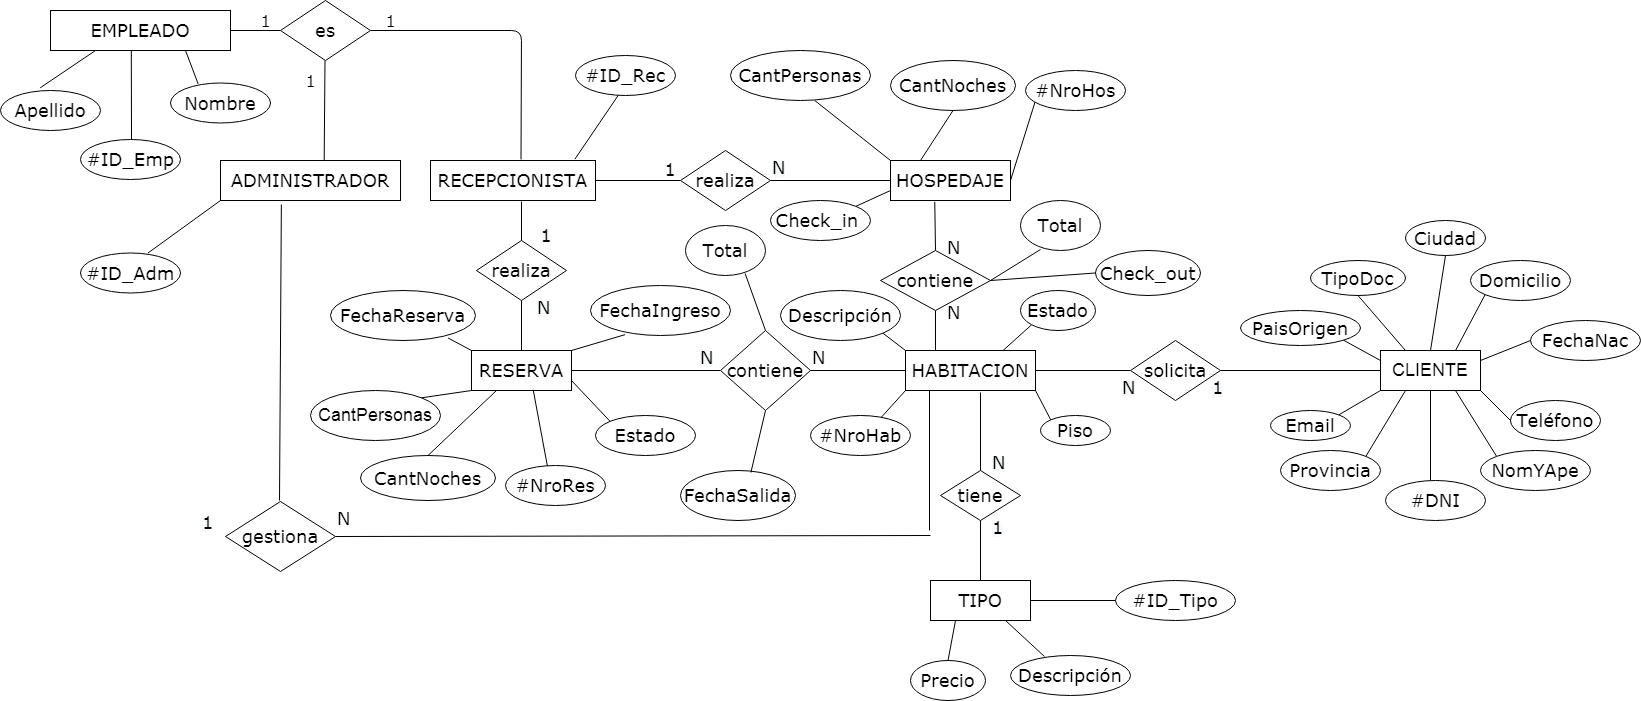 EMPLEADO
1
es
1
1
Apellido
Nombre
#ID_Emp
#ID_Rec
CantPersonas
CantNoches
#NroHos
ADMINISTRADOR
RECEPCIONISTA
1
realiza
N
HOSPEDAJE
#ID_Adm
Check_in
1
realiza
N
Total
N
contiene
N
Total
Check_out
FechaReserva
FechaIngreso
Descripción
Estado
RESERVA
N
contiene
N
HABITACION
N
solicita
1
CLIENTE
Ciudad
TipoDoc
Domicilio
PaisOrigen
FechaNac
CantPersonas
Estado
#NroHab
Piso
Email
Teléfono
CantNoches
#NroRes
FechaSalida
Provincia
NomYApe
#DNI
N
tiene
1
1
gestiona
N
TIPO
#ID_Tipo
Precio
Descripción